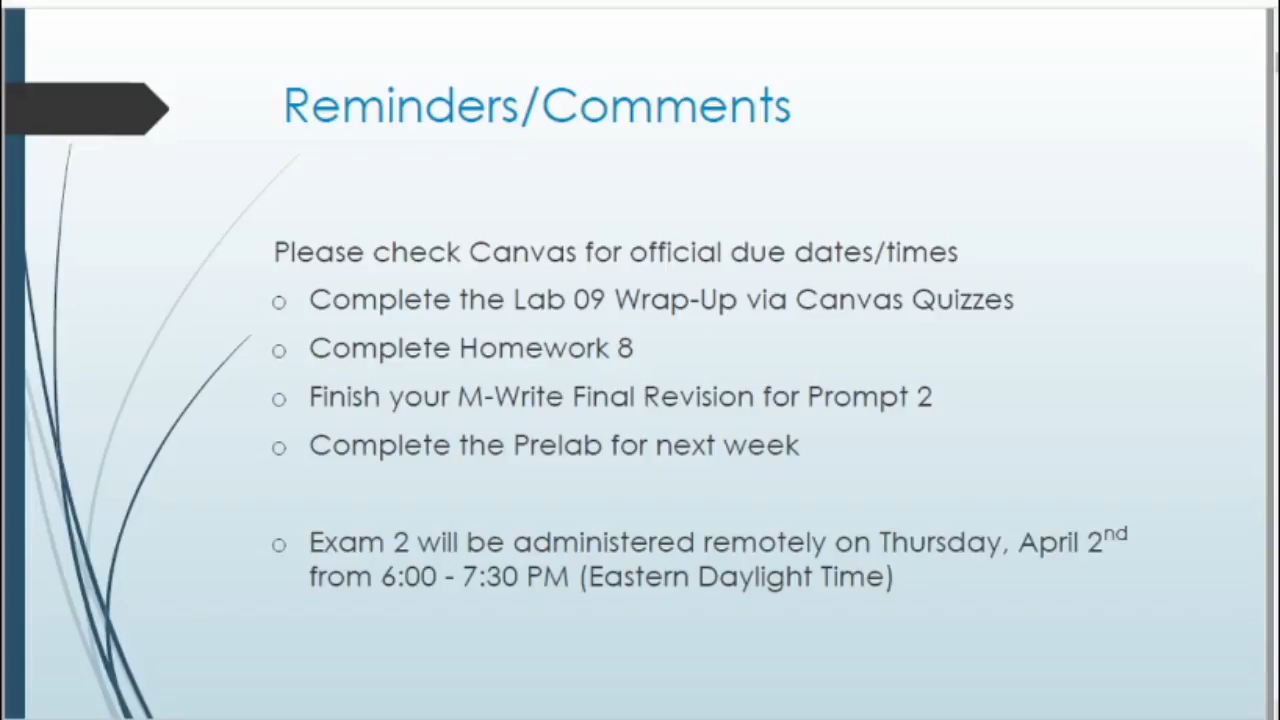 Reminders/Comments
Please check Canvas for official due dates/times
o Complete the Lab 09 Wrap-Up via Canvas Quizzes
o Complete Homework 8
o Finish your M-Write Final Revision for Prompt 2
o Complete the Prelab for next week
o Exam 2 will be administered remotely on Thursday, April 2nd
from 6:00 - 7:30 PM (Eastern Daylight Time)